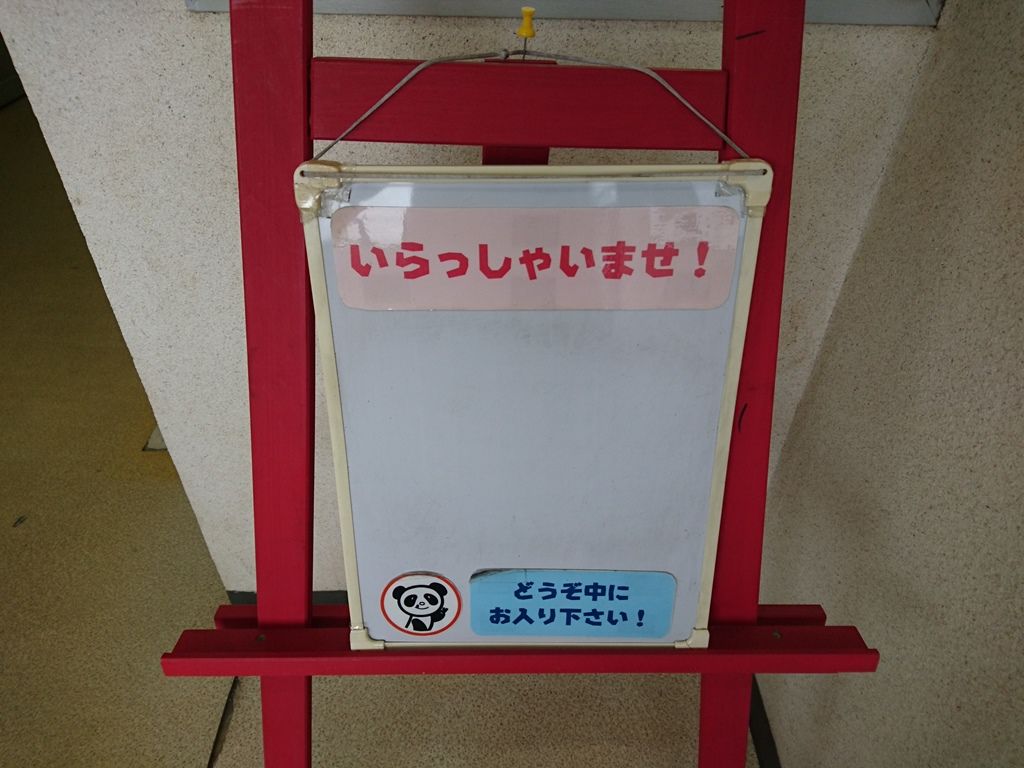 いらっしゃいませ！
どうぞ中に
お入り下さい！